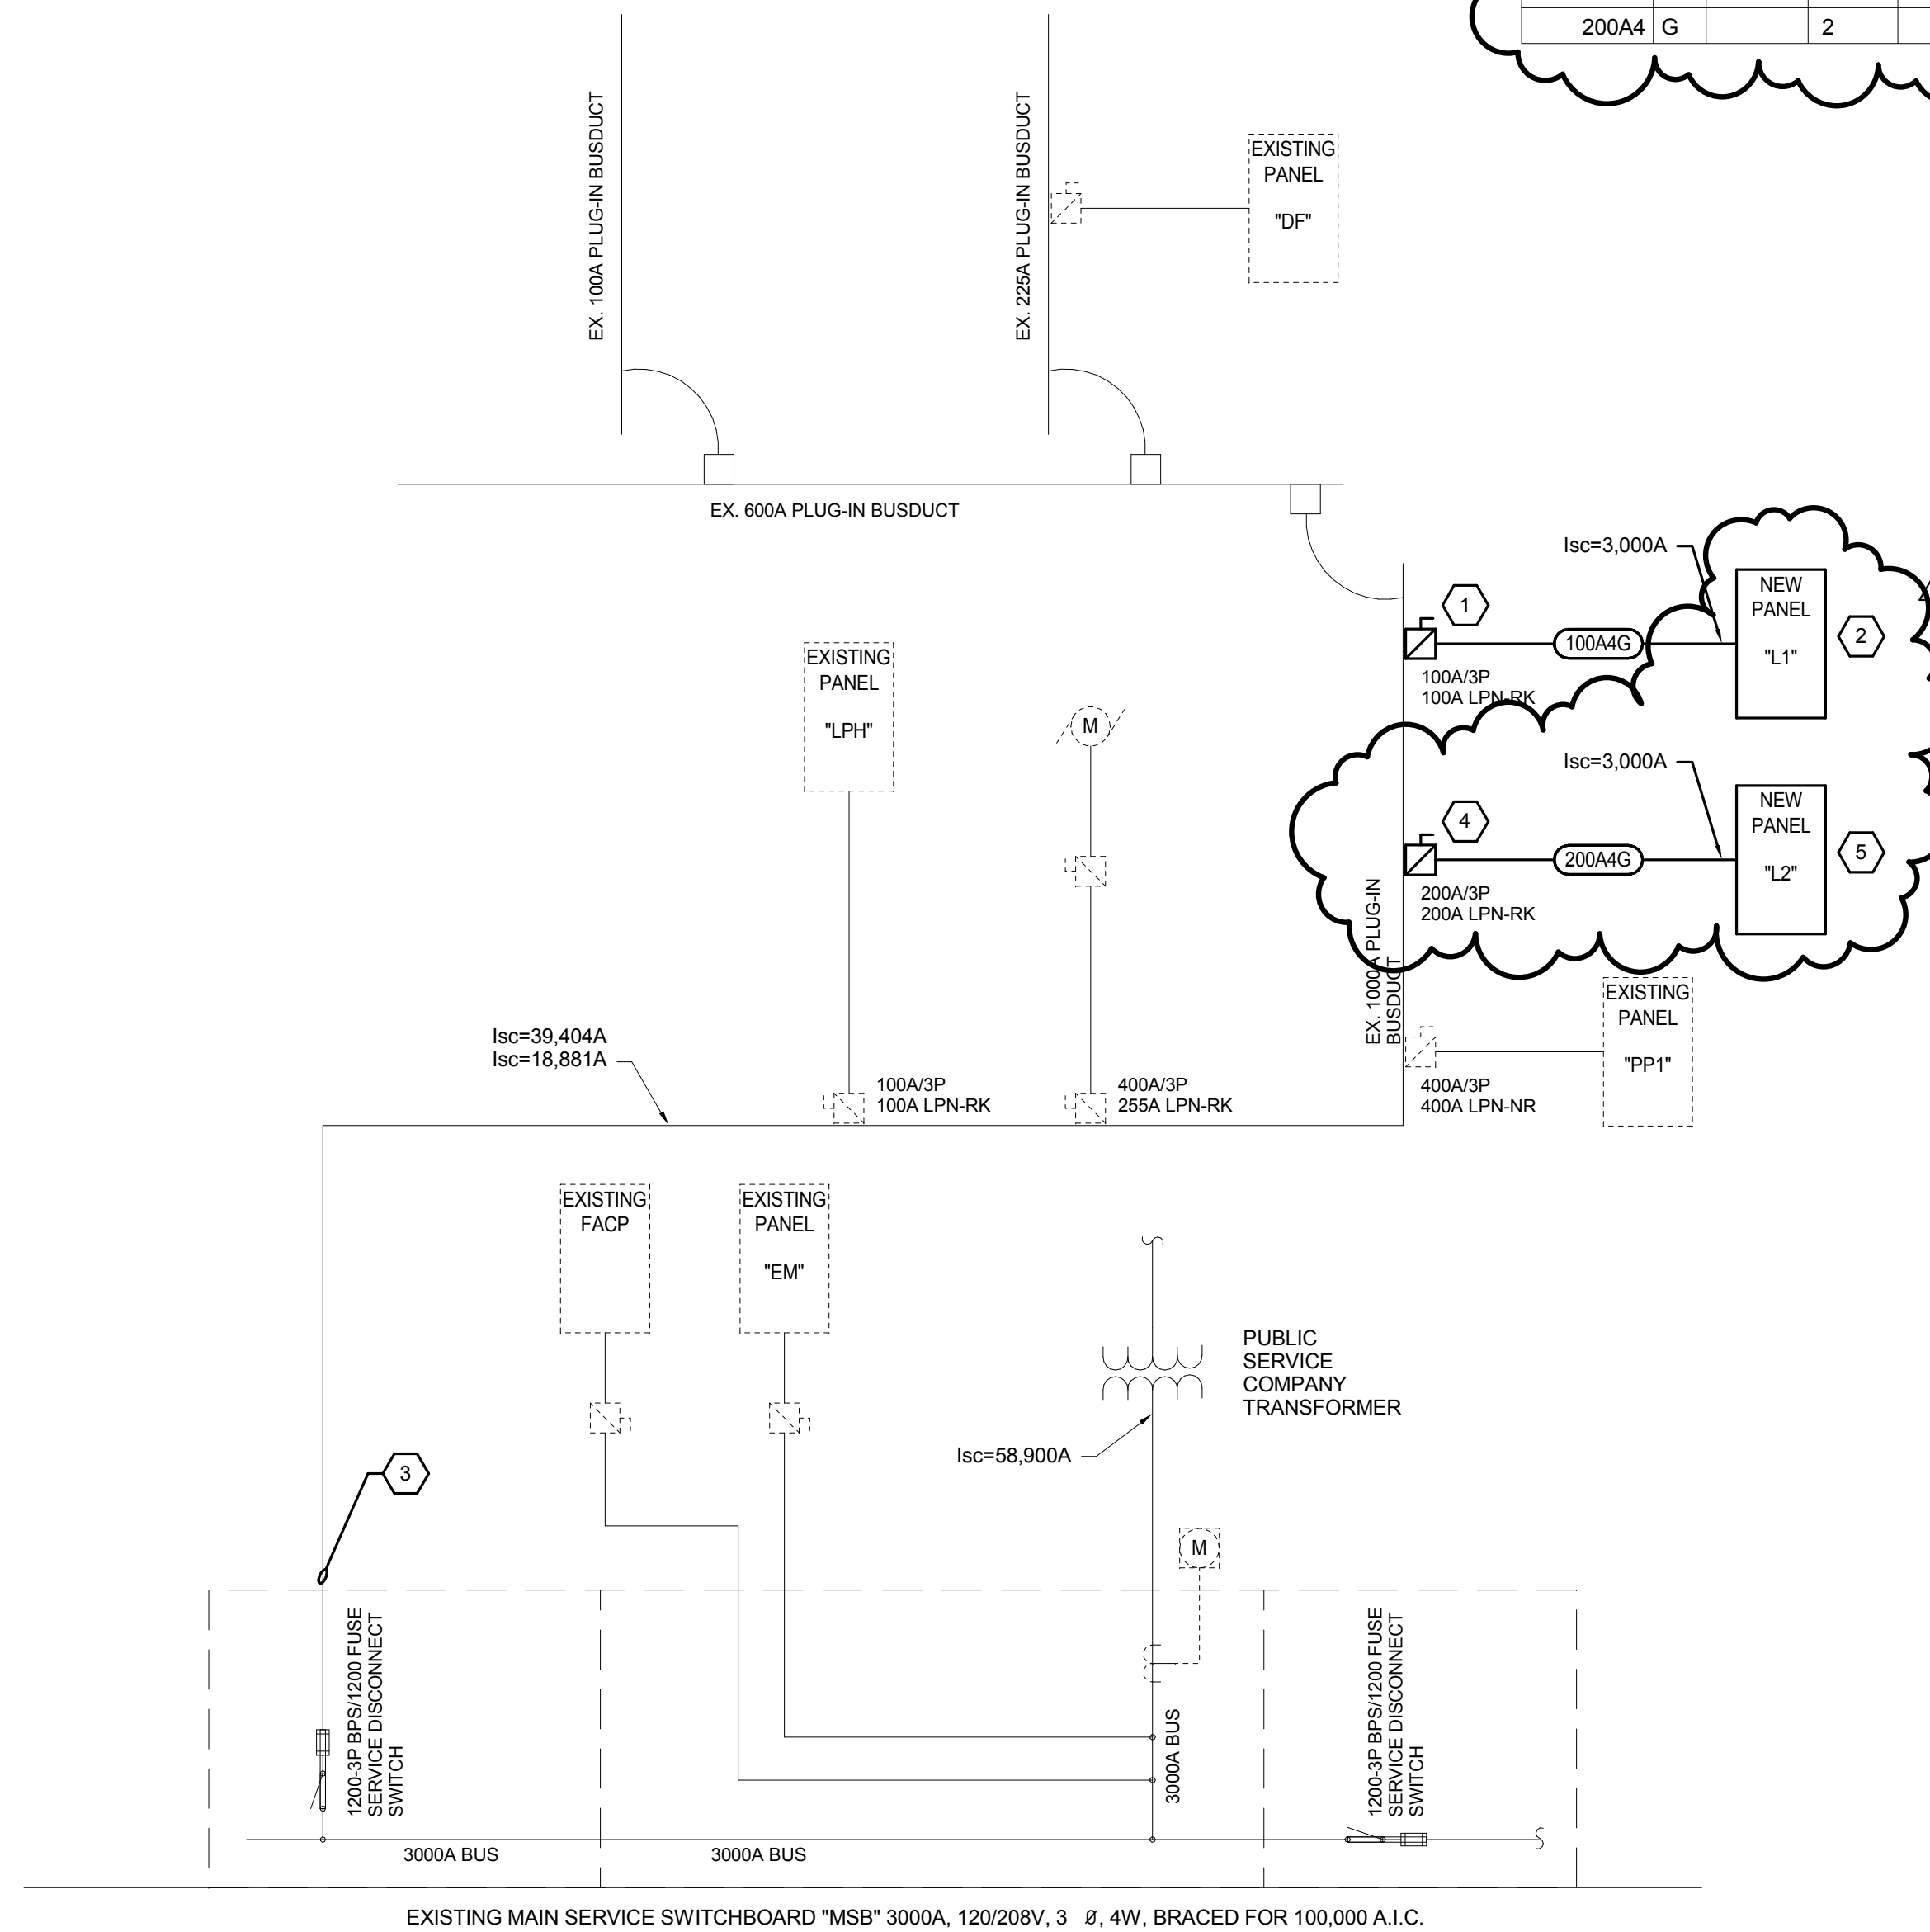 200A4 G 2
EX. 100A PLUG-IN BUSDUCT
EX. 225A PLUG-IN BUSDUCT
EXISTING
PANEL
"DF"
EX. 600A PLUG-IN BUSDUCT
Isc=3,000A
NEW
PANEL
"L1"
1
2
100A4G
100A/3P
100A LPN-RK
EXISTING
PANEL
"LPH"
M
Isc=3,000A
NEW
PANEL
"L2"
4
5
200A4G
200A/3P
200A LPN-RK
EX. 1000A PLUG-IN
BUSDUCT
EXISTING
PANEL
"PP1"
Isc=39,404A
Isc=18,881A
100A/3P
100A LPN-RK
400A/3P
255A LPN-RK
400A/3P
400A LPN-NR
EXISTING
FACP
EXISTING
PANEL
"EM"
PUBLIC
SERVICE
COMPANY
TRANSFORMER
Isc=58,900A
3
M
1200-3P BPS/1200 FUSE
SERVICE DISCONNECT
SWITCH
3000A BUS
1200-3P BPS/1200 FUSE
SERVICE DISCONNECT
SWITCH
3000A BUS
3000A BUS
EXISTING MAIN SERVICE SWITCHBOARD "MSB" 3000A, 120/208V, 3 Ø, 4W, BRACED FOR 100,000 A.I.C.